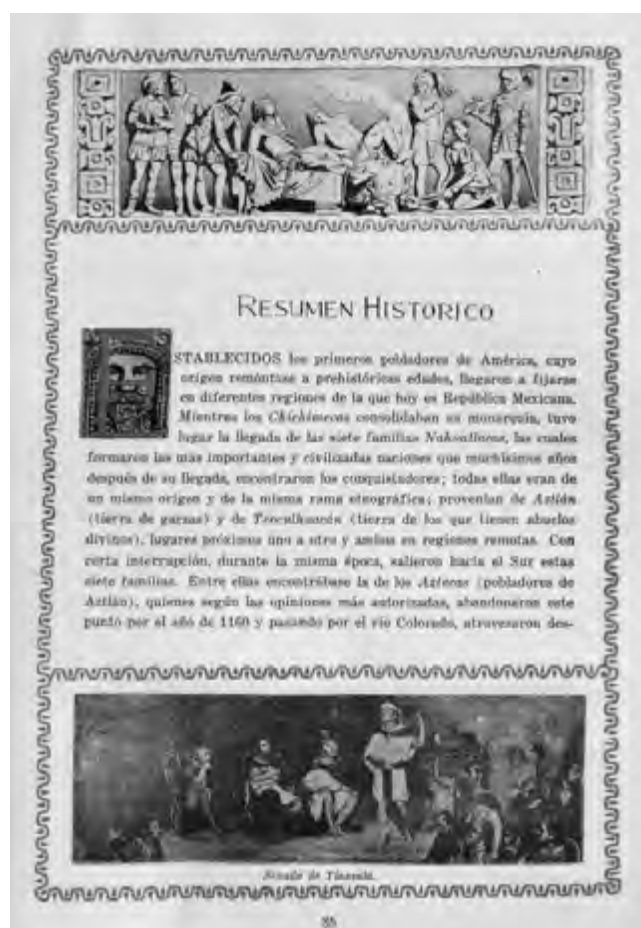 RESUMEN HISTORICO
ESTABLECIDOS los primeros pobladores de América, cuyo
origen remóntase a prehistóricas edades, llegaron a fijarse
en diferentes regiones de la que hoy es República Mexicana.
Mientras los Chichimecas consolidaban su monarquía, tuvo
lugar la llegada de las siete familias Nahoatlacas, las cuales
formaron las más importantes y civilizadas naciones que muchísimos años
después de su llegada, encontraron los conquistadores; todas ellas eran de
un mismo origen y de la misma rama etnográfica; provenían de Aztlán
(tierra de garzas) y de (tierra de los que tienen abuelos
divinos), lugares próximos uno a otro y ambos en regiones remotas. Con
corta interrupción, durante la misma época, salieron hacia el Sur estas
siete familias. Entre ellas encontrábase la de los Aztecas (pobladores de
Aztlán), quienes según las opiniones más autorizadas, abandonaron este
punto por el año de 1160 y pasando por el río Colorado, atravesaron des-
Senado de Tlaxcala.